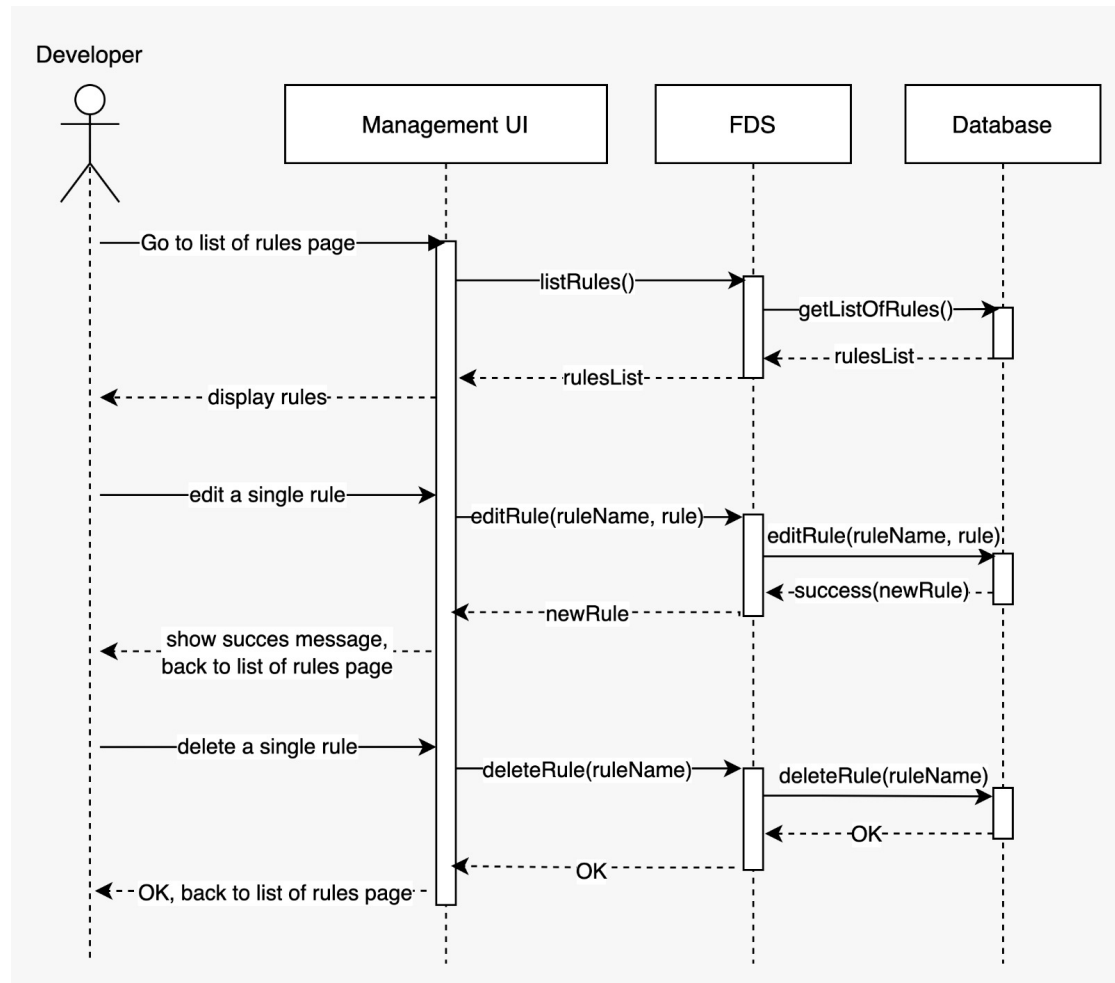 Developer
Management UI
FDS
Database
Go to list of rules page
listRules()
getListOfRules()
rulesList
rulesList
display rules
edit a single rule
editRule(ruleName, rule)
editRule(ruleName, rule)
success(newRule)
newRule
show succes message,
back to list of rules page
delete a single rule
deleteRule(ruleName)
deleteRule(ruleName)
OK
OK
OK, back to list of rules page